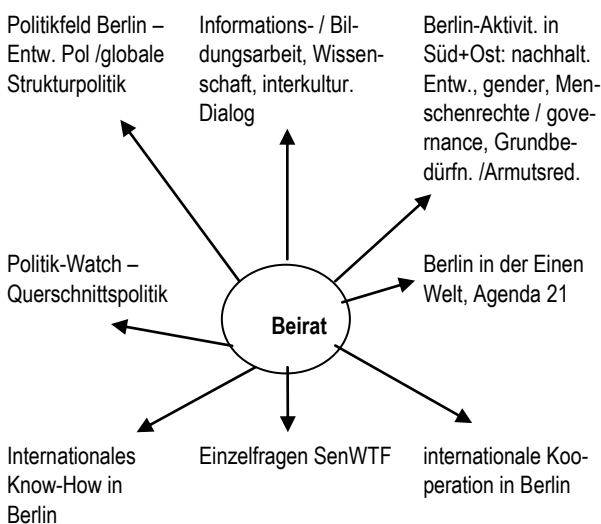 Politikfeld Berlin –
Entw. Pol /globale
Strukturpolitik
Informations- / Bil-
dungsarbeit, Wissen-
schaft, interkultur.
Dialog
Berlin-Aktivit. in
Süd+Ost: nachhalt.
Entw., gender, Men-
schenrechte / gove-
rnance, Grundbe-
dürfn. /Armutsred.
Politik-Watch –
Querschnittspolitik
Beirat
Berlin in der Einen
Welt, Agenda 21
Internationales
Know-How in
Berlin
Einzelfragen SenWTF
internationale Koo-
peration in Berlin